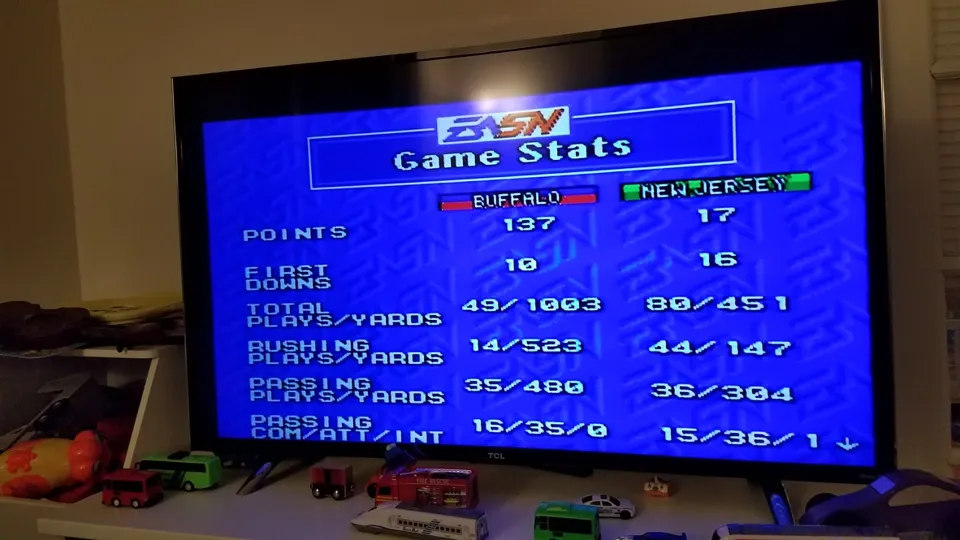 EASN
Game Stats
BUFFALO NEW JERSEY
POINTS 137 17
FIRST DOWNS 10 16
TOTAL PLAYS/YARDS 49/1003 80/451
RUSHING PLAYS/YARDS 14/523 44/147
PASSING PLAYS/YARDS 35/480 36/304
PASSING COM/ATT/INT 16/35/0 15/36/1
TCL